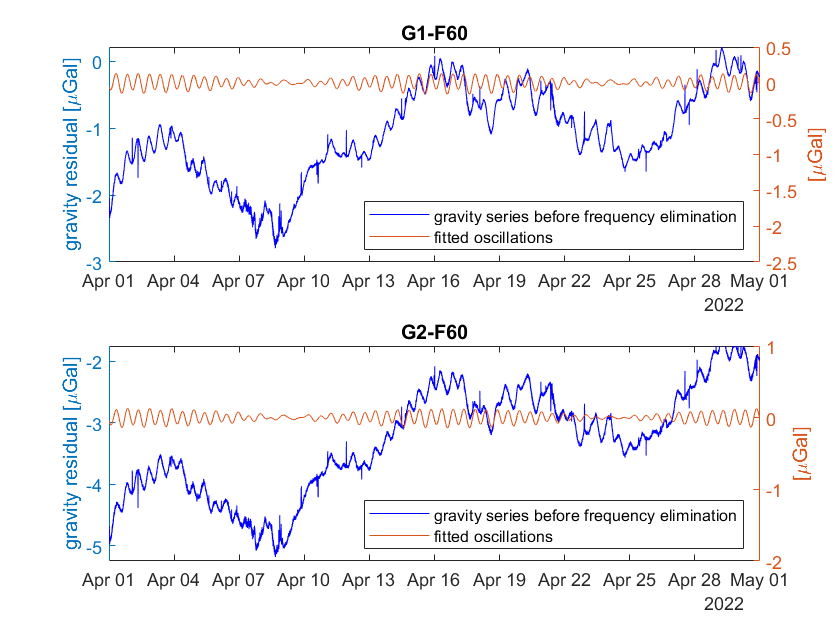 G1-F60
gravity residual [μGal]
0
-1
-2
-3
0.5
0
-0.5
-1
-1.5
-2
-2.5
[μGal]
gravity series before frequency elimination
fitted oscillations
Apr 01 Apr 04 Apr 07 Apr 10 Apr 13 Apr 16 Apr 19 Apr 22 Apr 25 Apr 28 May 01
2022
G2-F60
gravity residual [μGal]
-2
-3
-4
-5
1
0
-1
-2
[μGal]
gravity series before frequency elimination
fitted oscillations
Apr 01 Apr 04 Apr 07 Apr 10 Apr 13 Apr 16 Apr 19 Apr 22 Apr 25 Apr 28 May 01
2022